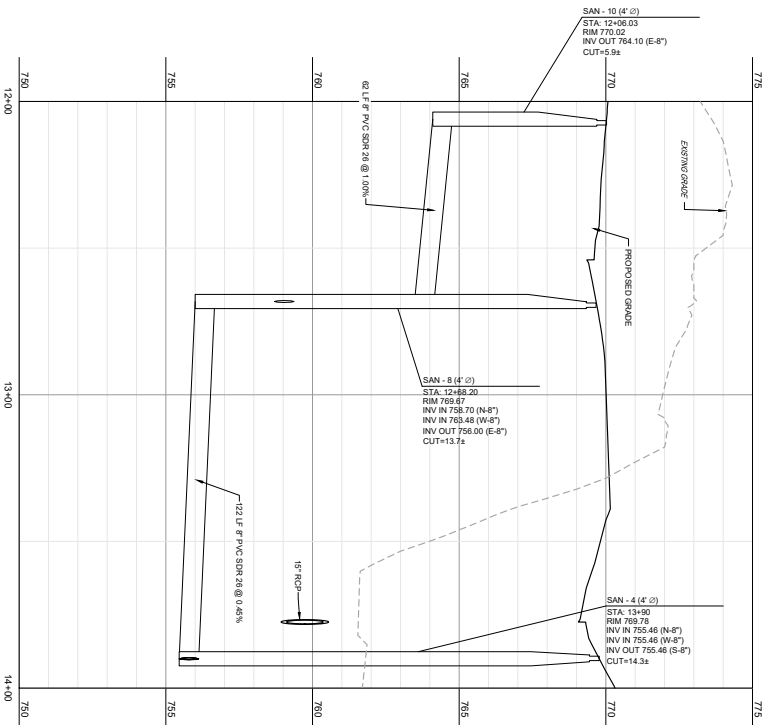 SAN - 10 (4' Ø)
STA: 12+06.03
RIM 770.02
INV OUT 764.10 (E-8")
CUT=5.9±
750
755
760
765
770
775
12+00
62 LF 8" PVC SDR 26 @ 1.00%
EXISTING GRADE
PROPOSED GRADE
SAN - 8 (4' Ø)
STA: 12+68.20
RIM 769.67
INV IN 758.70 (N-8")
INV IN 763.48 (W-8")
INV OUT 756.00 (E-8")
CUT=13.7±
13+00
122 LF 8" PVC SDR 26 @ 0.45%
15" RCP
SAN - 4 (4' Ø)
STA: 13+90
RIM 769.78
INV IN 755.46 (N-8")
INV IN 755.46 (W-8")
INV OUT 755.46 (S-8")
CUT=14.3±
14+00
750
755
760
765
770
775